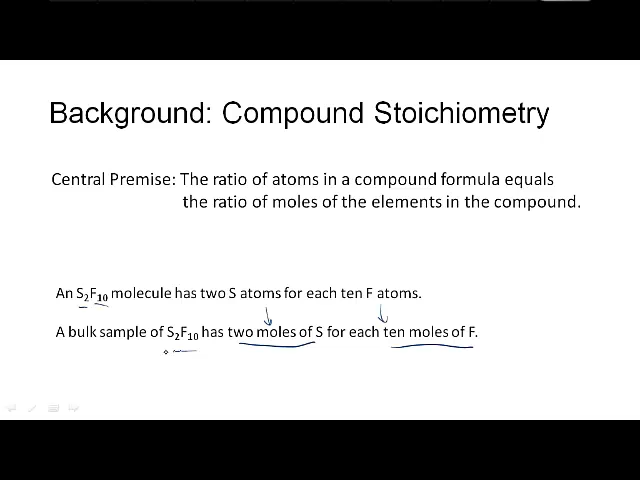 Background: Compound Stoichiometry
Central Premise: The ratio of atoms in a compound formula equals
the ratio of moles of the elements in the compound.
An S₂F₁₀ molecule has two S atoms for each ten F atoms.
A bulk sample of S₂F₁₀ has two moles of S for each ten moles of F.